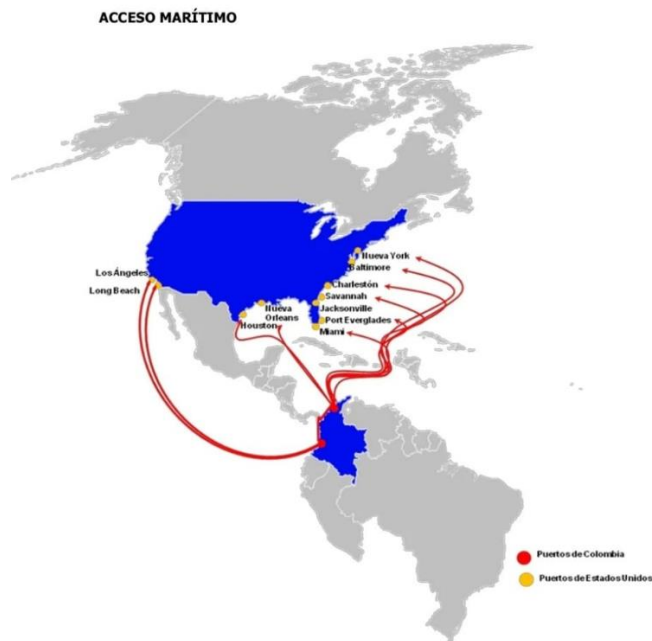 ACCESO MARÍTIMO
Nueva York
Baltimore
Los Ángeles
Long Beach
Charlestón
Savannah
Jacksonville
Nueva
Orleans
Houston
Port Everglades
Miami
Puertos de Colombia
Puertos de Estados Unidos